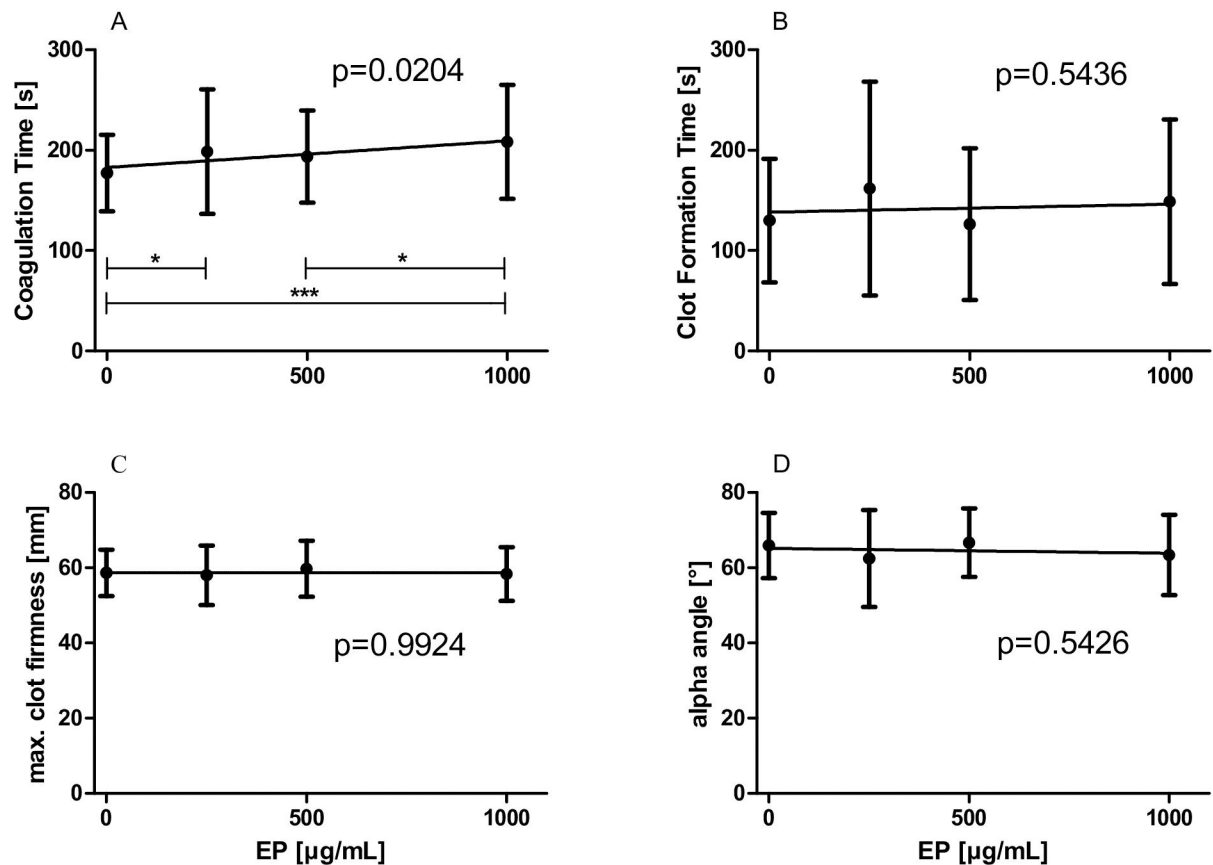 A
Coagulation Time [s]
300
200
100
0
p=0.0204
*
*
***
0
500
1000
B
Clot Formation Time [s]
300
200
100
0
p=0.5436
0
500
1000
C
max. clot firmness [mm]
80
60
40
20
0
p=0.9924
0
500
1000
EP [µg/mL]
D
alpha angle [°]
80
60
40
20
0
p=0.5426
0
500
1000
EP [µg/mL]